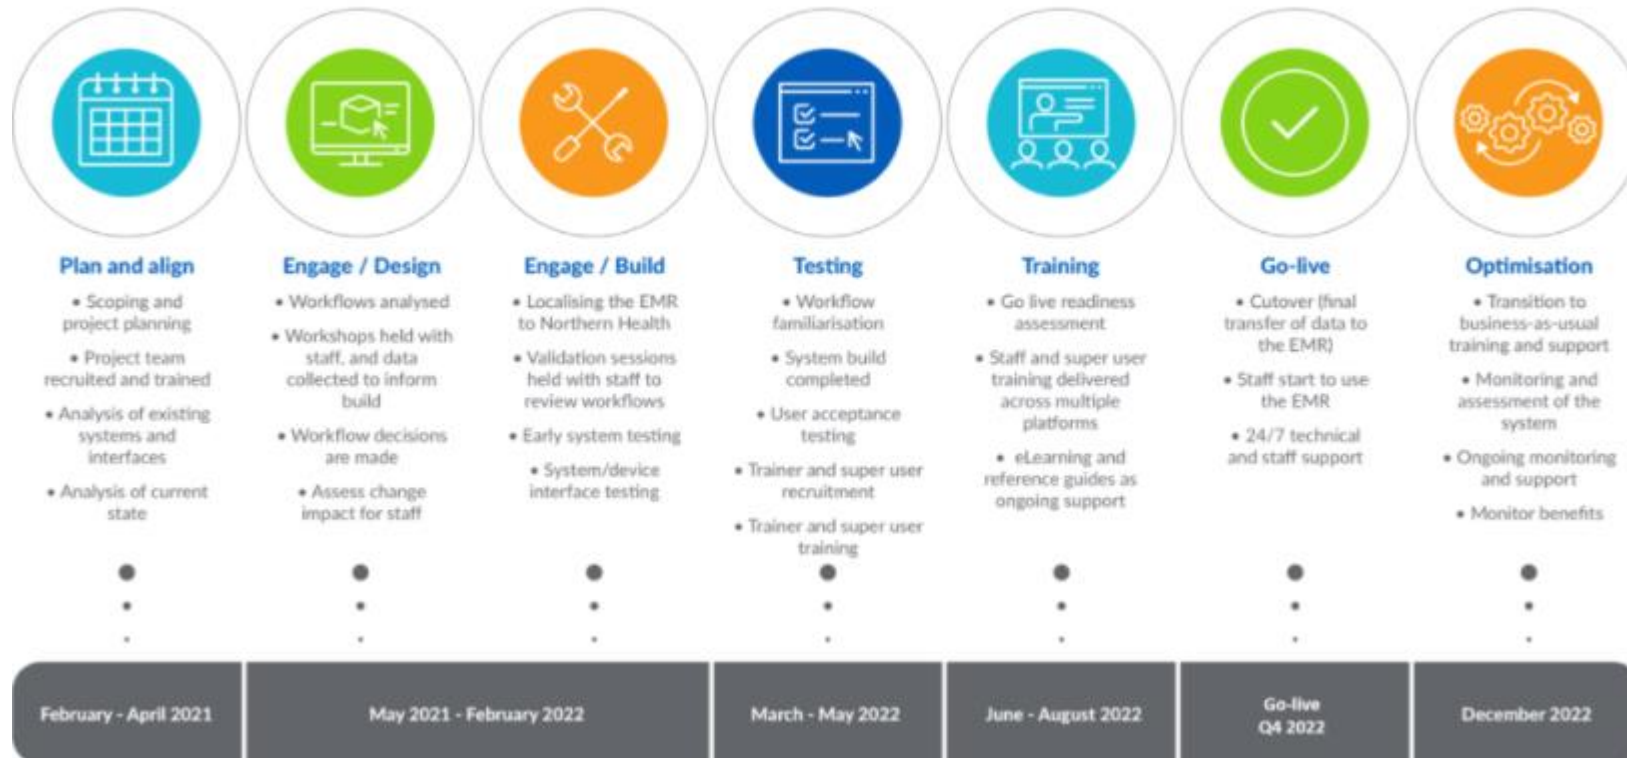 Plan and align
• Scoping and
project planning
• Project team
recruited and trained
• Analysis of existing
systems and
interfaces
• Analysis of current
state
Engage / Design
• Workflows analysed
• Workshops held with
staff, and data
collected to inform
build
• Workflow decisions
are made
• Assess change
impact for staff
Engage / Build
• Localising the EMR
to Northern Health
• Validation sessions
held with staff to
review workflows
• Early system testing
• System/device
interface testing
Testing
• Workflow
familiarisation
• System build
completed
• User acceptance
testing
• Trainer and super user
recruitment
• Trainer and super user
training
Training
• Go live readiness
assessment
• Staff and super user
training delivered
across multiple
platforms
• eLearning and
reference guides as
ongoing support
Go-live
• Cutover (final
transfer of data to
the EMR)
• Staff start to use
the EMR
• 24/7 technical
and staff support
Optimisation
• Transition to
business-as-usual
training and support
• Monitoring and
assessment of the
system
• Ongoing monitoring
and support
• Monitor benefits
February - April 2021
May 2021 - February 2022
March - May 2022
June - August 2022
Go-live
Q4 2022
December 2022